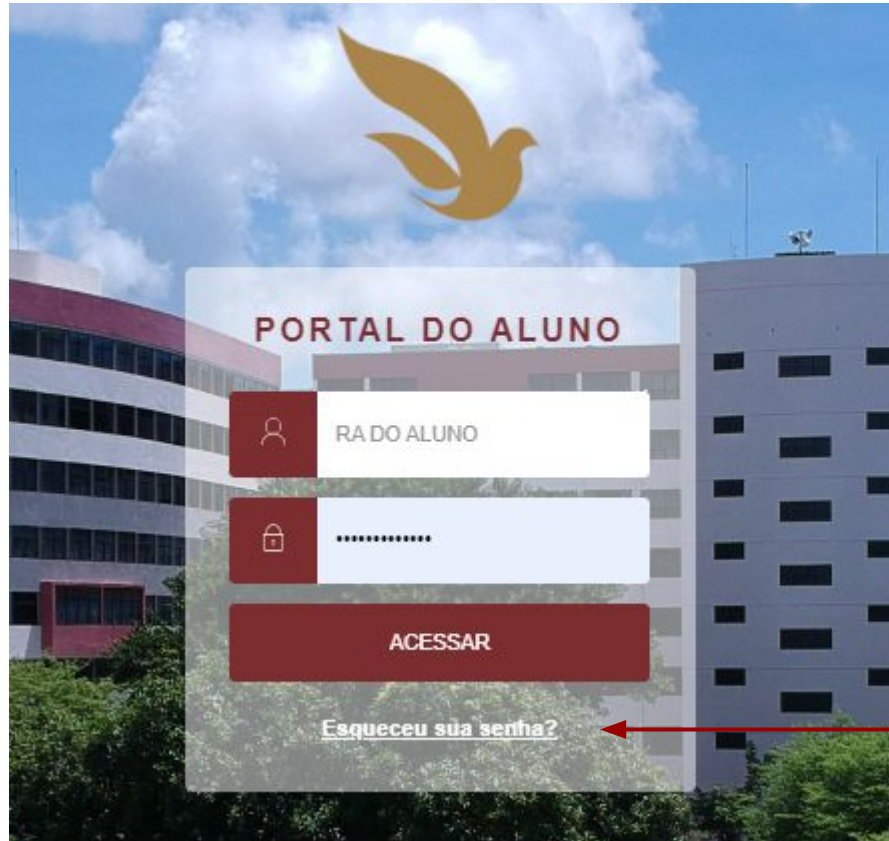 PORTAL DO ALUNO
RA DO ALUNO
•••••••••••••
ACESSAR
Esqueceu sua senha?